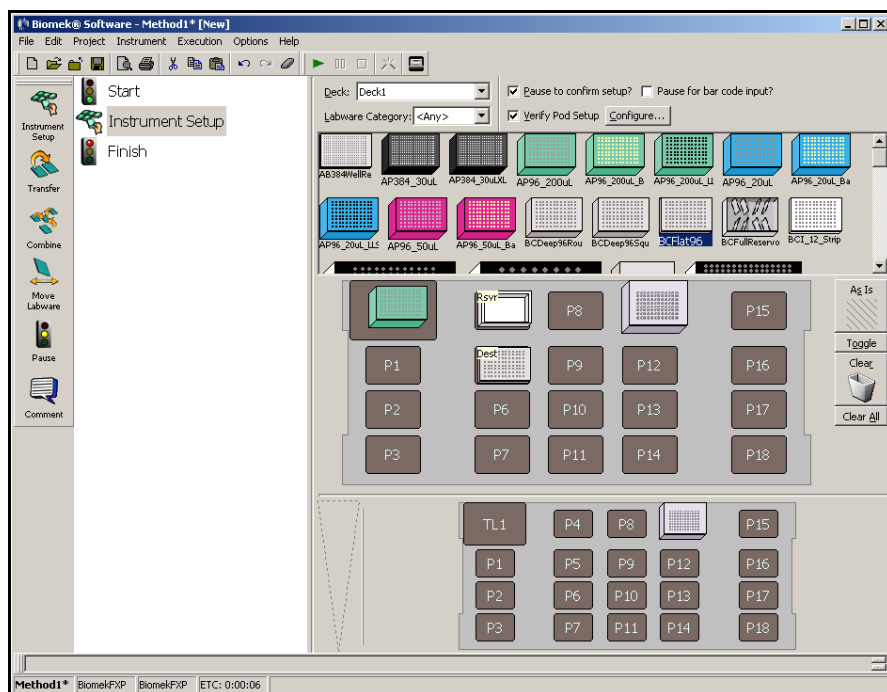 Biomek® Software - Method1* [New]
File Edit Project Instrument Execution Options Help
Instrument Setup
Transfer
Combine
Move Labware
Pause
Comment
Start
Instrument Setup
Finish
Deck: Deck1
Pause to confirm setup? Pause for bar code input?
Labware Category: <Any>
Verify Pod Setup Configure...
AB384WellRe AP384_30uL AP384_30uLXL AP96_200uL AP96_200uL_B AP96_200uL_LL AP96_20uL AP96_20uL_Ba
AP96_20uL_LLS AP96_50uL AP96_50uL_Ba BCDeep96Rou BCDeep96Squ BCFlat96 BCFullReservo BCI_12_Strip
Rsvr P8 P15
P1 Dest P9 P12 P16
P2 P6 P10 P13 P17
P3 P7 P11 P14 P18
As Is
Toggle
Clear
Clear All
TL1 P4 P8 P15
P1 P5 P9 P12 P16
P2 P6 P10 P13 P17
P3 P7 P11 P14 P18
Method1* BiomekFXP BiomekFXP ETC: 0:00:06